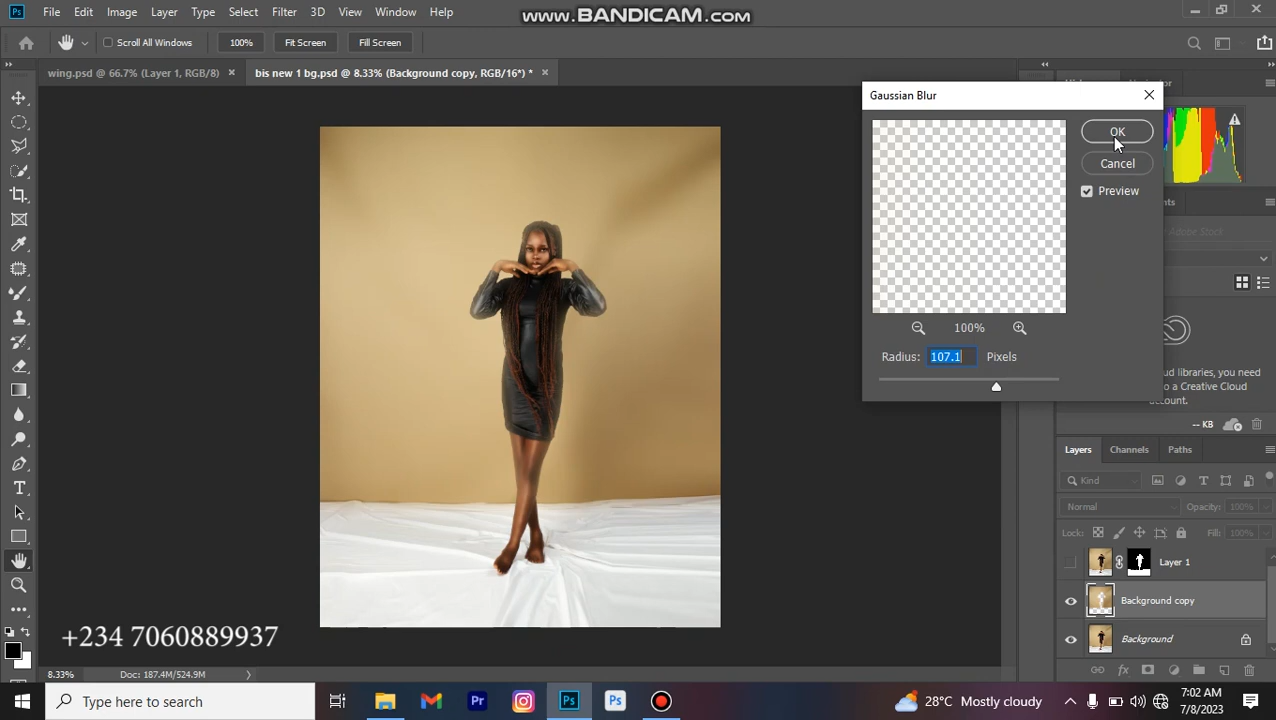 www.BANDICAM.com
Ps File Edit Image Layer Type Select Filter 3D View Window Help
Scroll All Windows 100% Fit Screen Fill Screen
wing.psd @ 66.7% (Layer 1, RGB/8) × bis new 1 bg.psd @ 8.33% (Background copy, RGB/16*) * ×
Gaussian Blur
OK
Cancel
Preview
100%
Radius: 107.1 Pixels
Adobe Stock
loud libraries, you need
to a Creative Cloud
account.
-- KB
Layers Channels Paths
Kind
Normal Opacity: 100%
Lock: Fill: 100%
Layer 1
Background copy
Background
+234 7060889937
8.33% Doc: 187.4M/524.9M
Type here to search
Pr Ps Ps
28°C Mostly cloudy
7:02 AM
7/8/2023